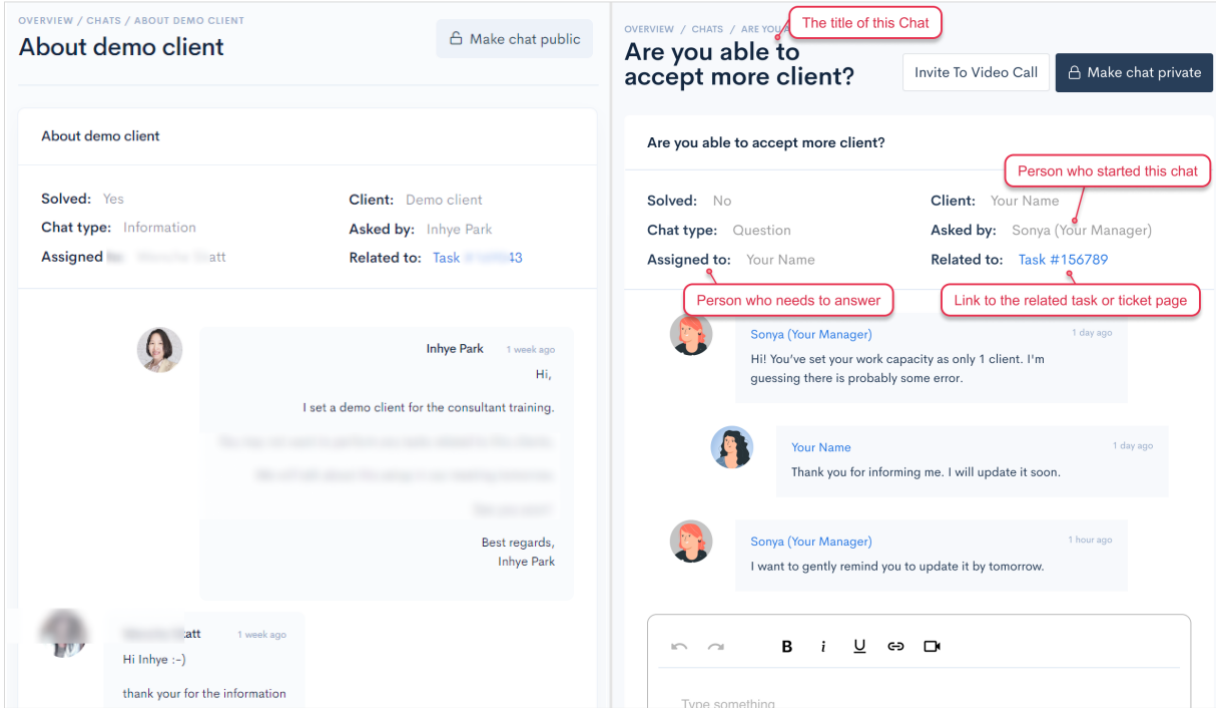 OVERVIEW / CHATS / ABOUT DEMO CLIENT
About demo client
Make chat public
About demo client
Solved: Yes
Client: Demo client
Chat type: Information
Asked by: Inhye Park
Assigned
att
Related to: Task
43
Inhye Park 1 week ago
Hi,
I set a demo client for the consultant training.
Best regards,
Inhye Park
att 1 week ago
Hi Inhye :-)
thank your for the information
OVERVIEW / CHATS / ARE YOU A
The title of this Chat
Are you able to
accept more client?
Invite To Video Call
Make chat private
Are you able to accept more client?
Person who started this chat
Solved: No
Client: Your Name
Chat type: Question
Asked by: Sonya (Your Manager)
Assigned to: Your Name
Related to: Task #156789
Person who needs to answer
Link to the related task or ticket page
Sonya (Your Manager) 1 day ago
Hi! You've set your work capacity as only 1 client. I'm
guessing there is probably some error.
Your Name 1 day ago
Thank you for informing me. I will update it soon.
Sonya (Your Manager) 1 hour ago
I want to gently remind you to update it by tomorrow.
B i U
Type something